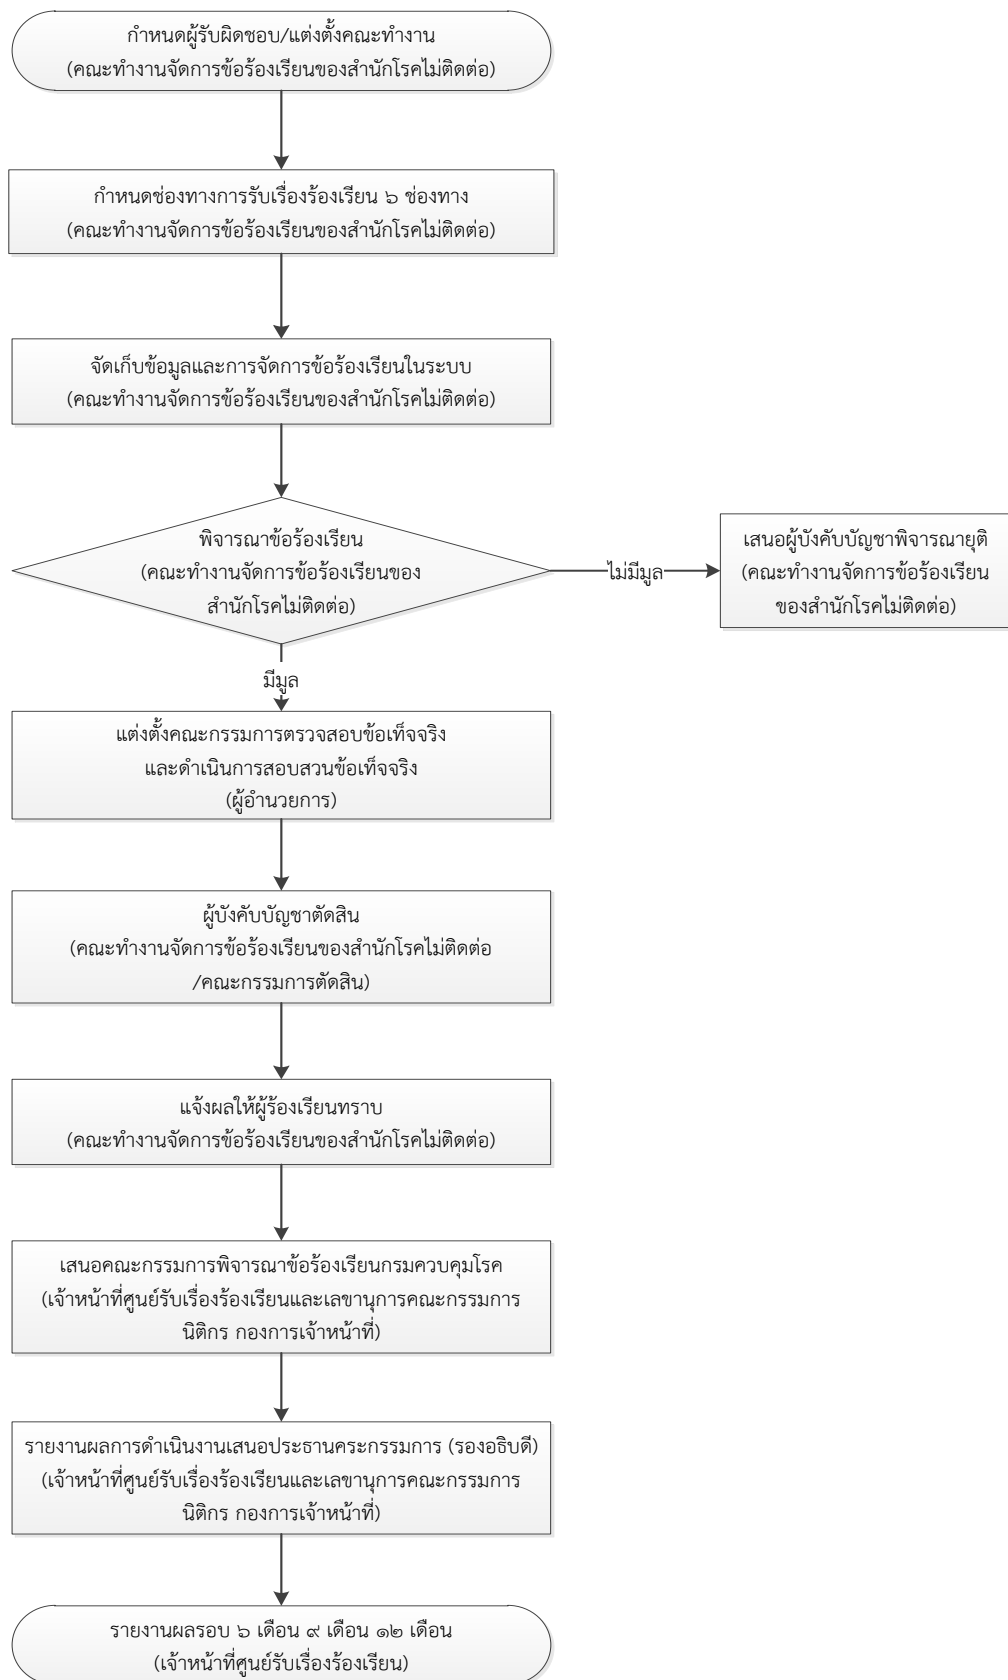 กำหนดผู้รับผิดชอบ/แต่งตั้งคณะทำงาน
(คณะทำงานจัดการข้อร้องเรียนของสำนักโรคไม่ติดต่อ)
กำหนดช่องทางการรับเรื่องร้องเรียน ๖ ช่องทาง
(คณะทำงานจัดการข้อร้องเรียนของสำนักโรคไม่ติดต่อ)
จัดเก็บข้อมูลและการจัดการข้อร้องเรียนในระบบ
(คณะทำงานจัดการข้อร้องเรียนของสำนักโรคไม่ติดต่อ)
พิจารณาข้อร้องเรียน
(คณะทำงานจัดการข้อร้องเรียนของ
สำนักโรคไม่ติดต่อ)
ไม่มีมูล
เสนอผู้บังคับบัญชาพิจารณายุติ
(คณะทำงานจัดการข้อร้องเรียน
ของสำนักโรคไม่ติดต่อ)
มีมูล
แต่งตั้งคณะกรรมการตรวจสอบข้อเท็จจริง
และดำเนินการสอบสวนข้อเท็จจริง
(ผู้อำนวยการ)
ผู้บังคับบัญชาตัดสิน
(คณะทำงานจัดการข้อร้องเรียนของสำนักโรคไม่ติดต่อ
/คณะกรรมการตัดสิน)
แจ้งผลให้ผู้ร้องเรียนทราบ
(คณะทำงานจัดการข้อร้องเรียนของสำนักโรคไม่ติดต่อ)
เสนอคณะกรรมการพิจารณาข้อร้องเรียนกรมควบคุมโรค
(เจ้าหน้าที่ศูนย์รับเรื่องร้องเรียนและเลขานุการคณะกรรมการ
นิติกร กองการเจ้าหน้าที่)
รายงานผลการดำเนินงานเสนอประธานคระกรรมการ (รองอธิบดี)
(เจ้าหน้าที่ศูนย์รับเรื่องร้องเรียนและเลขานุการคณะกรรมการ
นิติกร กองการเจ้าหน้าที่)
รายงานผลรอบ ๖ เดือน ๙ เดือน ๑๒ เดือน
(เจ้าหน้าที่ศูนย์รับเรื่องร้องเรียน)